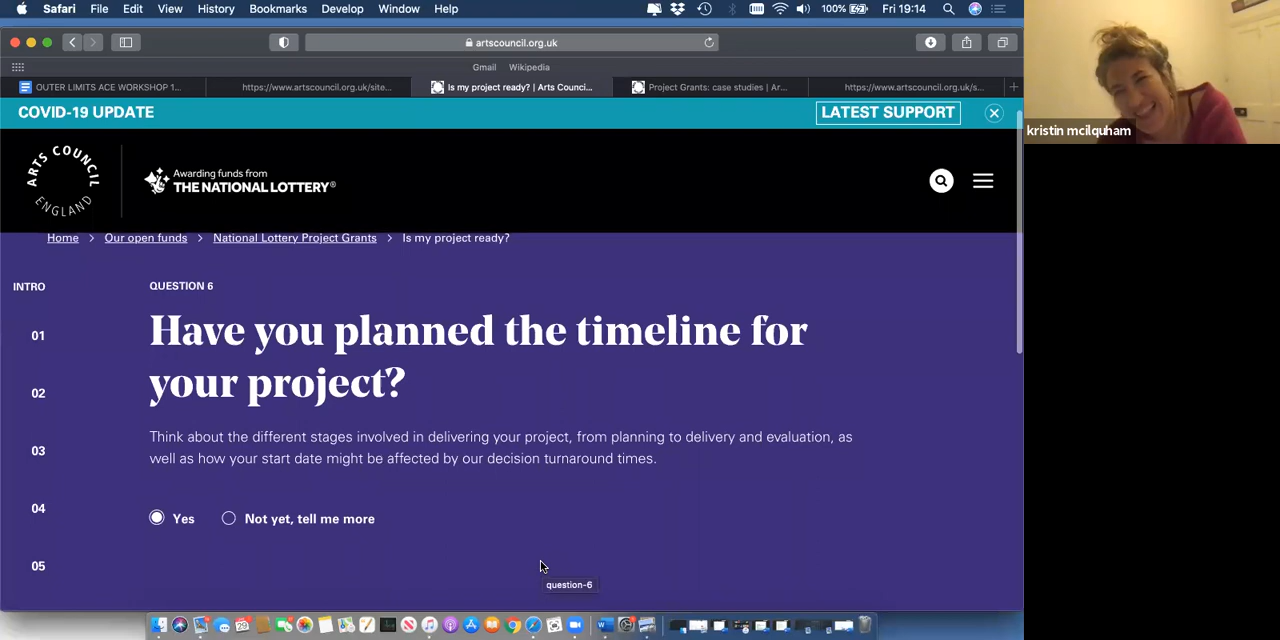 Safari File Edit View History Bookmarks Develop Window Help 100% Fri 19:14
artscouncil.org.uk
Gmail Wikipedia
OUTER LIMITS ACE WORKSHOP 1... https://www.artscouncil.org.uk/site... Is my project ready? | Arts Counci... Project Grants: case studies | Ar... https://www.artscouncil.org.uk/s...
COVID-19 UPDATE LATEST SUPPORT
kristin mcilquham
ARTS COUNCIL ENGLAND
Awarding funds from
THE NATIONAL LOTTERY®
Home > Our open funds > National Lottery Project Grants > Is my project ready?
INTRO
01
02
03
04
05
QUESTION 6
Have you planned the timeline for
your project?
Think about the different stages involved in delivering your project, from planning to delivery and evaluation, as
well as how your start date might be affected by our decision turnaround times.
Yes Not yet, tell me more
question-6